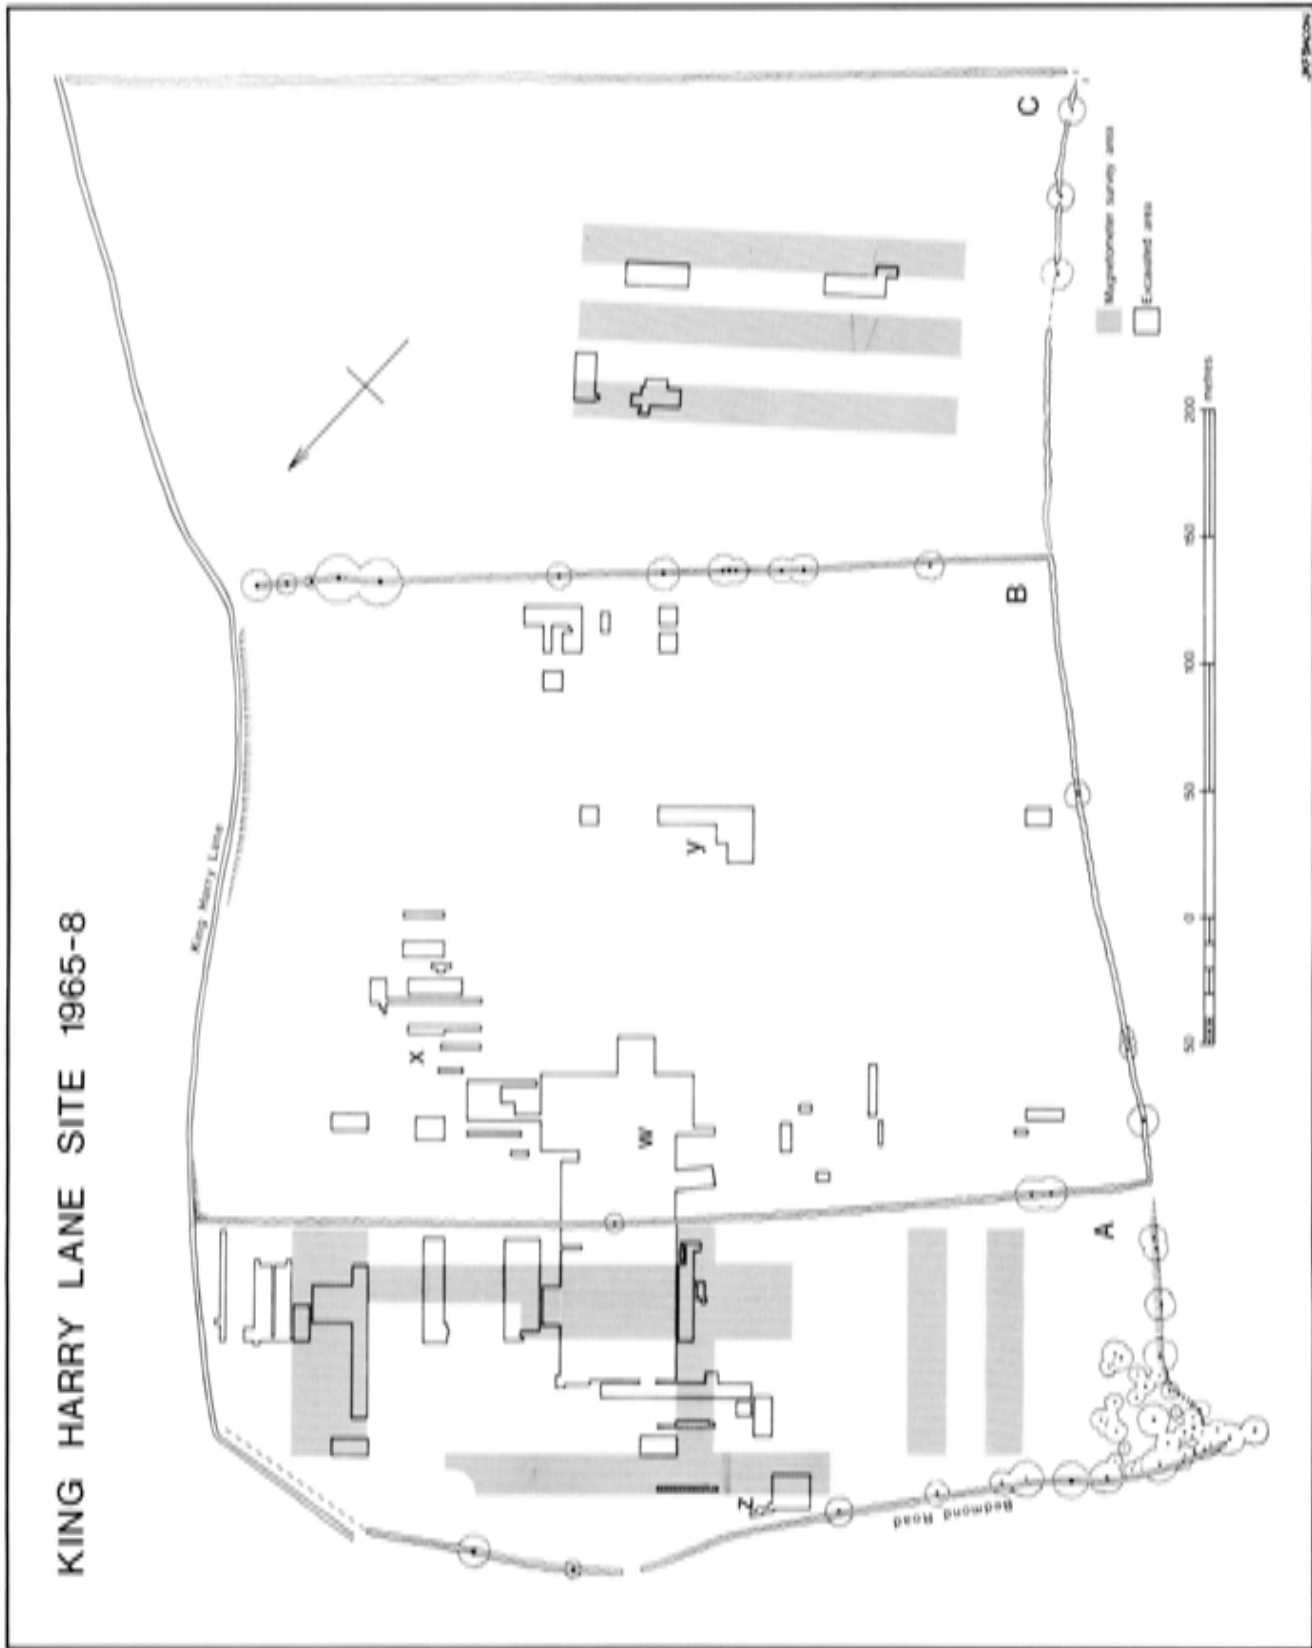 KING HARRY LANE SITE 1965-8
King Harry Lane
C
Magnetometer survey area
Excavated area
B
A
x
y
w
z
Bedmond Road
50 0 50 100 150 200 metres